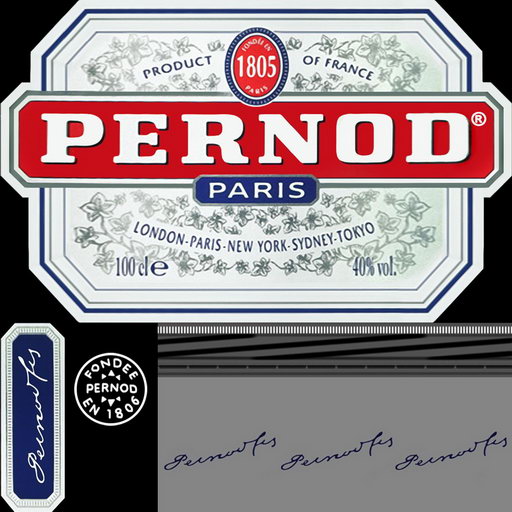 FONDÉE EN
1805
PARIS
PRODUCT OF FRANCE
PERNOD®
PARIS
LONDON-PARIS-NEW YORK-SYDNEY-TOKYO
100 cl e 40% vol.
Pernod fils
FONDÉE
PERNOD
EN 1806
Pernod fils Pernod fils Pernod fils